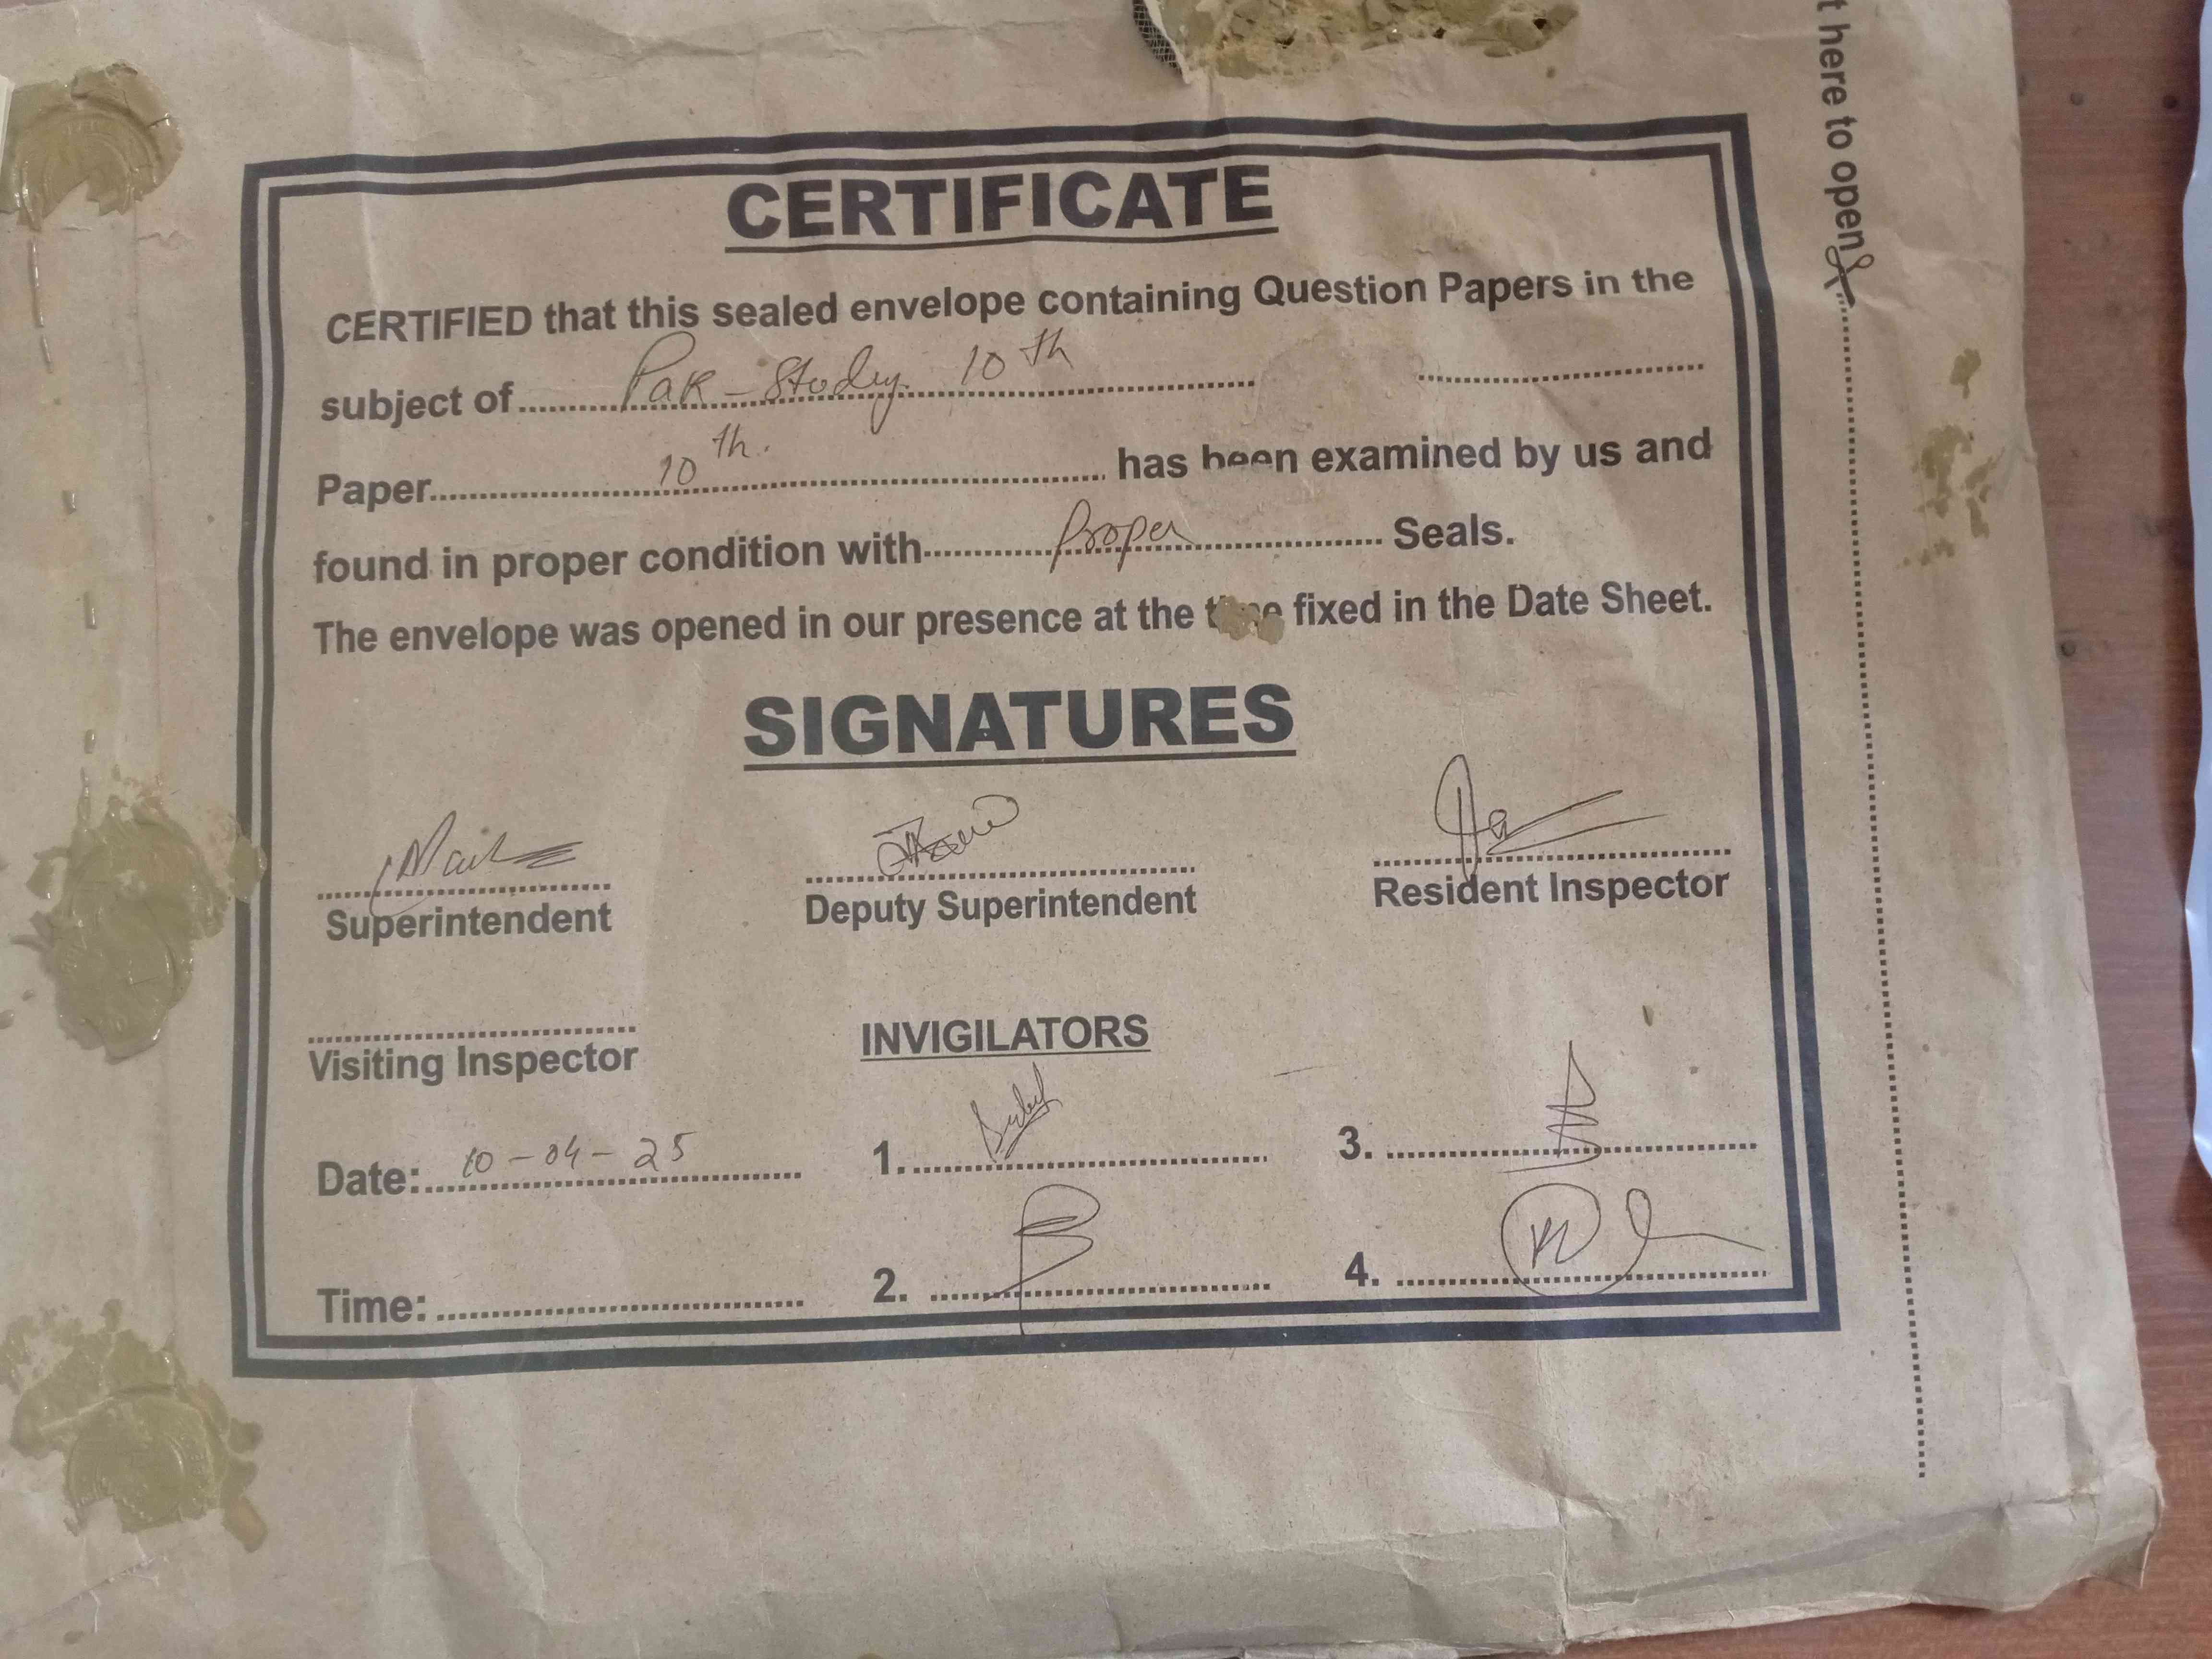 t here to open
CERTIFICATE
CERTIFIED that this sealed envelope containing Question Papers in the
subject of Pak-Study 10th
Paper 10th. has been examined by us and
found in proper condition with Proper Seals.
The envelope was opened in our presence at the time fixed in the Date Sheet.
SIGNATURES
Superintendent Deputy Superintendent Resident Inspector
Visiting Inspector INVIGILATORS
Date: 10-04-25 1. 3.
Time: 2. 4.